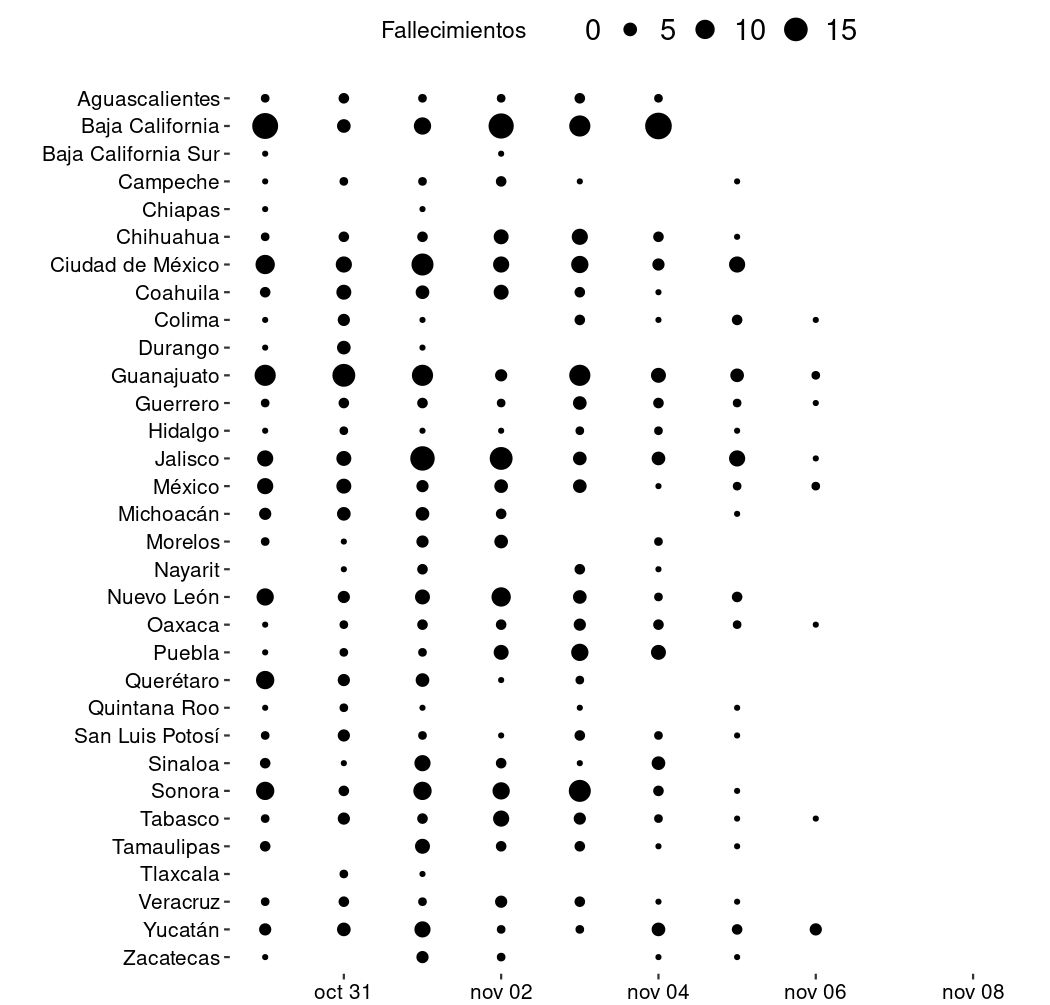 Fallecimientos 0 5 10 15
Aguascalientes
Baja California
Baja California Sur
Campeche
Chiapas
Chihuahua
Ciudad de México
Coahuila
Colima
Durango
Guanajuato
Guerrero
Hidalgo
Jalisco
México
Michoacán
Morelos
Nayarit
Nuevo León
Oaxaca
Puebla
Querétaro
Quintana Roo
San Luis Potosí
Sinaloa
Sonora
Tabasco
Tamaulipas
Tlaxcala
Veracruz
Yucatán
Zacatecas
oct 31 nov 02 nov 04 nov 06 nov 08